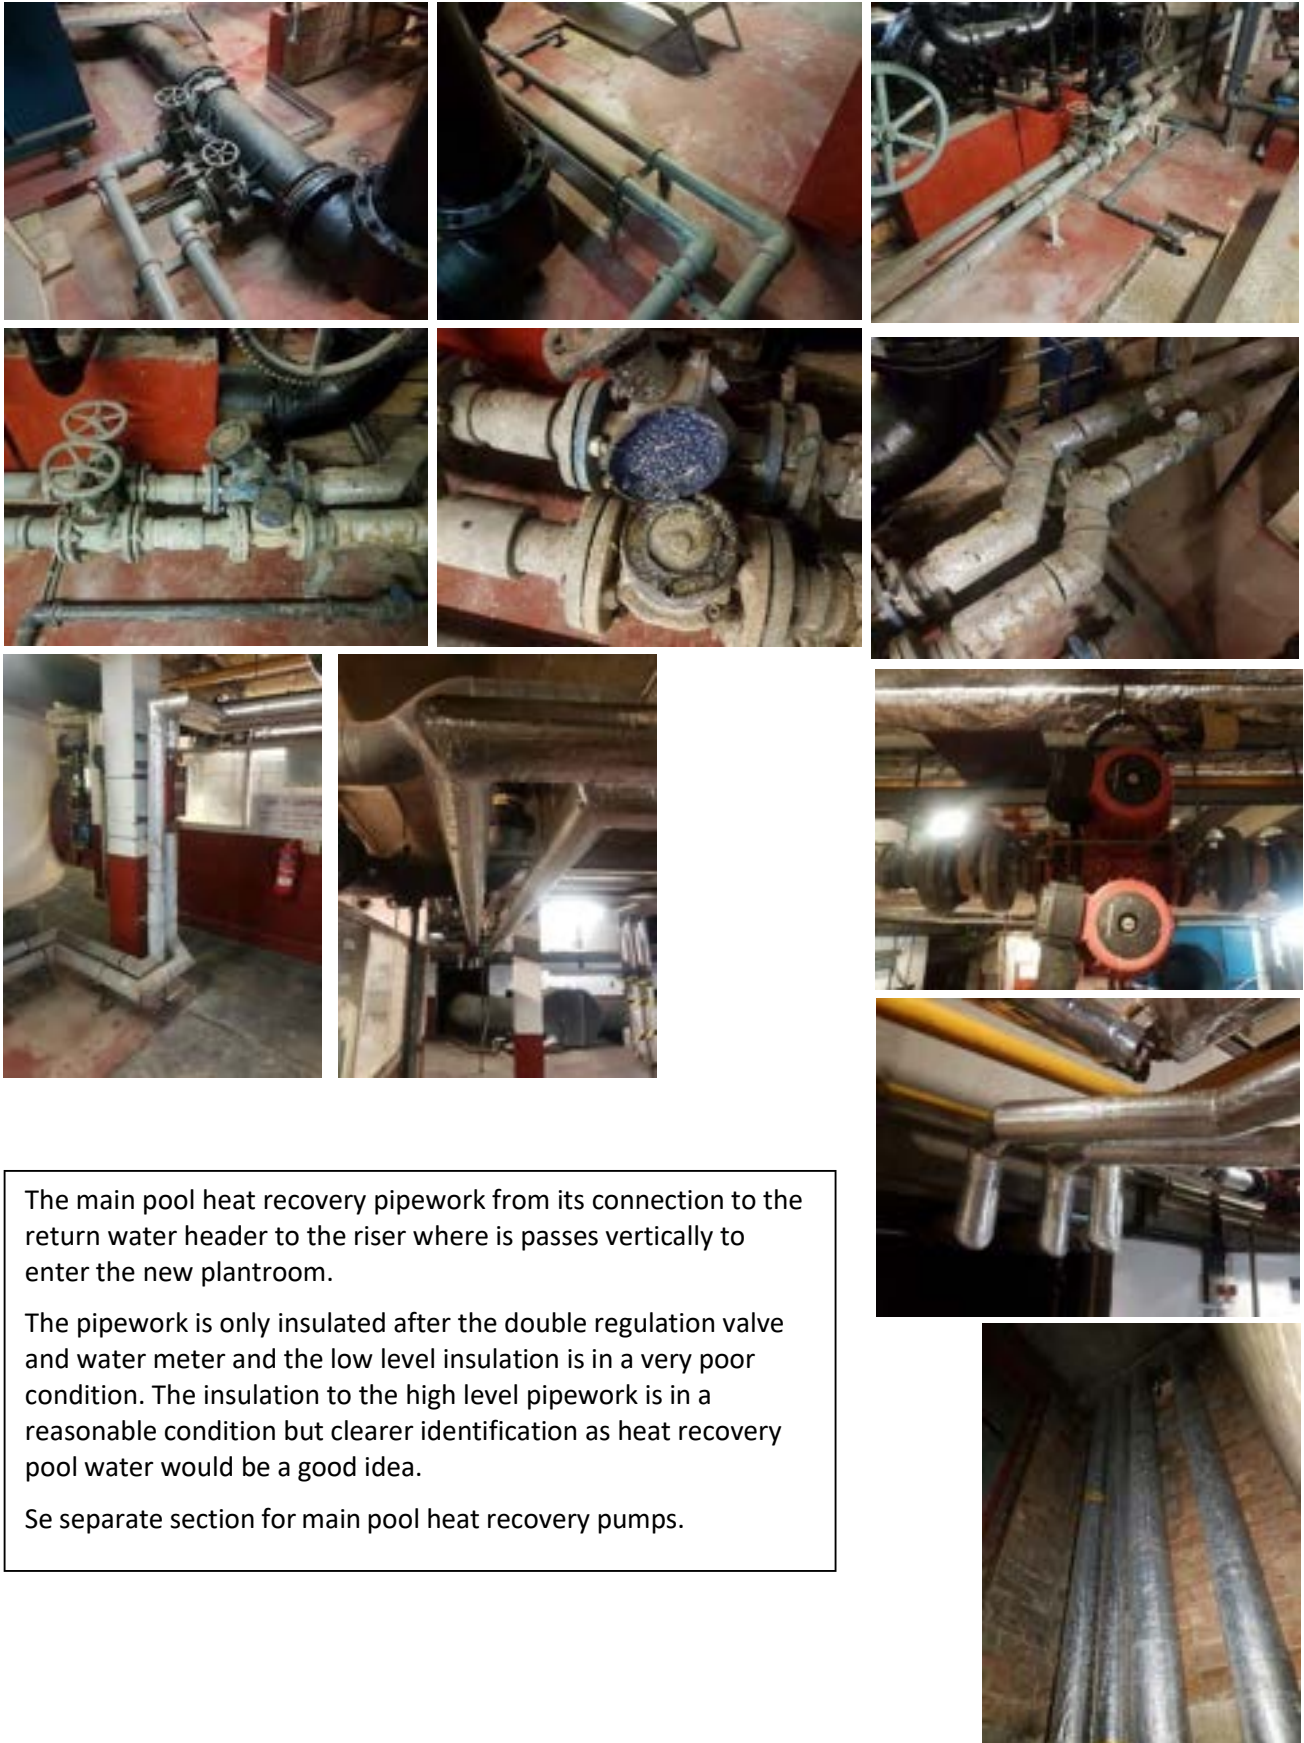 The main pool heat recovery pipework from its connection to the
return water header to the riser where is passes vertically to
enter the new plantroom.
The pipework is only insulated after the double regulation valve
and water meter and the low level insulation is in a very poor
condition. The insulation to the high level pipework is in a
reasonable condition but clearer identification as heat recovery
pool water would be a good idea.
Se separate section for main pool heat recovery pumps.